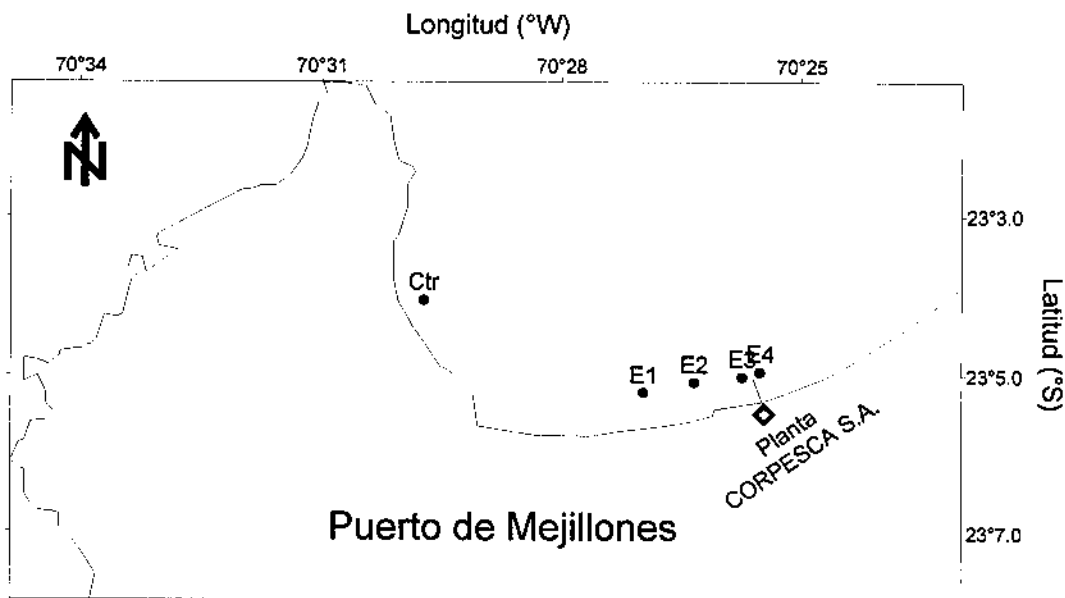 Longitud (°W)
70°34
70°31
70°28
70°25
N
23°3.0
Ctr
E1
E2
E3
E4
23°5.0
Latitud (°S)
Planta
CORPESCA S.A.
Puerto de Mejillones
23°7.0